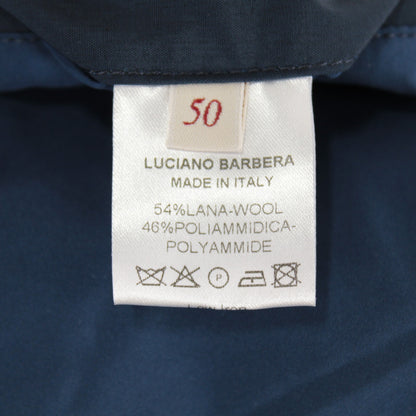 50
LUCIANO BARBERA
MADE IN ITALY
54%LANA-WOOL
46%POLIAMMIDICA-
POLYAMMIDE
P